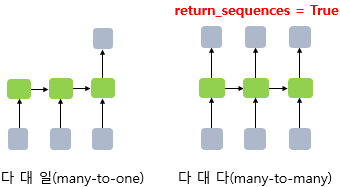 return_sequences = True
다 대 일(many-to-one)
다 대 다(many-to-many)